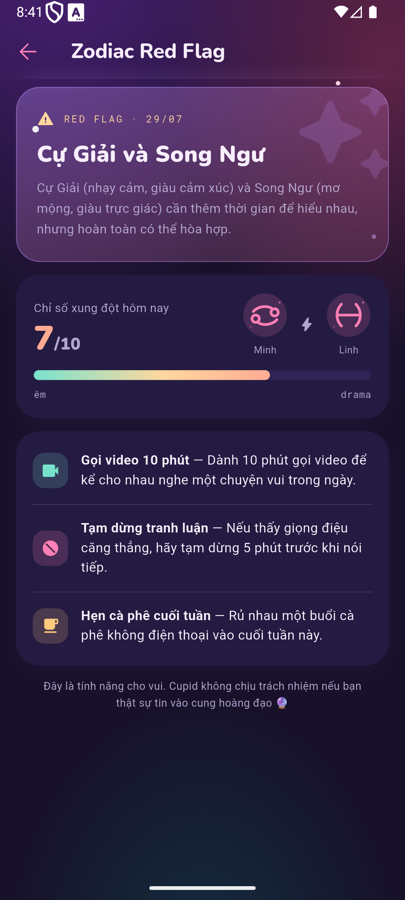 8:41
A
Zodiac Red Flag
RED FLAG · 29/07
Cự Giải và Song Ngư
Cự Giải (nhạy cảm, giàu cảm xúc) và Song Ngư (mơ
mộng, giàu trực giác) cần thêm thời gian để hiểu nhau,
nhưng hoàn toàn có thể hòa hợp.
Chỉ số xung đột hôm nay
7/10
Minh
Linh
êm
drama
Gọi video 10 phút — Dành 10 phút gọi video để
kể cho nhau nghe một chuyện vui trong ngày.
Tạm dừng tranh luận — Nếu thấy giọng điệu
căng thẳng, hãy tạm dừng 5 phút trước khi nói
tiếp.
Hẹn cà phê cuối tuần — Rủ nhau một buổi cà
phê không điện thoại vào cuối tuần này.
Đây là tính năng cho vui. Cupid không chịu trách nhiệm nếu bạn
thật sự tin vào cung hoàng đạo 🔮